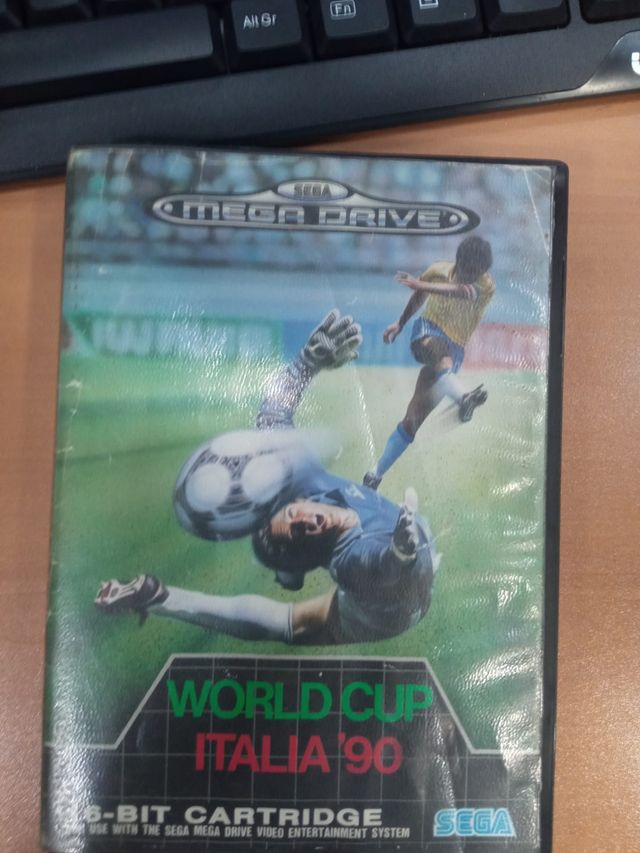 Alt Gr
Fn
SEGA
MEGA DRIVE
WORLD CUP
ITALIA '90
6-BIT CARTRIDGE
USE WITH THE SEGA MEGA DRIVE VIDEO ENTERTAINMENT SYSTEM
SEGA